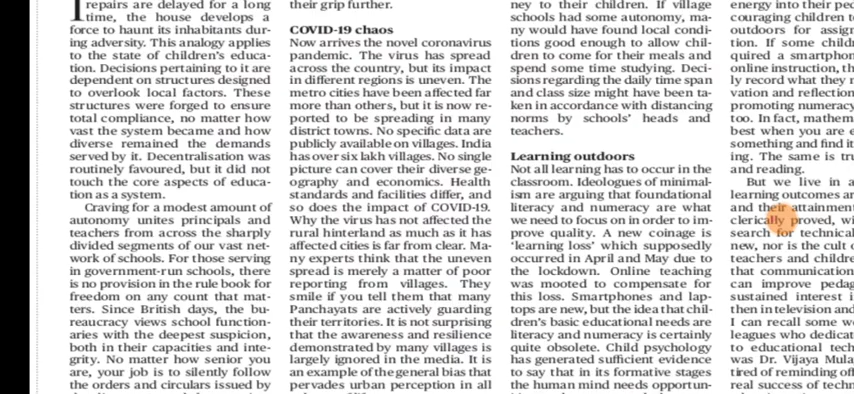 repairs are delayed for a long
time, the house develops a
force to haunt its inhabitants dur-
ing adversity. This analogy applies
to the state of children's educa-
tion. Decisions pertaining to it are
dependent on structures designed
to overlook local factors. These
structures were forged to ensure
total compliance, no matter how
vast the system became and how
diverse remained the demands
served by it. Decentralisation was
routinely favoured, but it did not
touch the core aspects of educa-
tion as a system.
Craving for a modest amount of
autonomy unites principals and
teachers from across the sharply
divided segments of our vast net-
work of schools. For those serving
in government-run schools, there
is no provision in the rule book for
freedom on any count that mat-
ters. Since British days, the bu-
reaucracy views school function-
aries with the deepest suspicion,
both in their capacities and inte-
grity. No matter how senior you
are, your job is to silently follow
the orders and circulars issued by
their grip further.
COVID-19 chaos
Now arrives the novel coronavirus
pandemic. The virus has spread
across the country, but its impact
in different regions is uneven. The
metro cities have been affected far
more than others, but it is now re-
ported to be spreading in many
district towns. No specific data are
publicly available on villages. India
has over six lakh villages. No single
picture can cover their diverse ge-
ography and economics. Health
standards and facilities differ, and
so does the impact of COVID-19.
Why the virus has not affected the
rural hinterland as much as it has
affected cities is far from clear. Ma-
ny experts think that the uneven
spread is merely a matter of poor
reporting from villages. They
smile if you tell them that many
Panchayats are actively guarding
their territories. It is not surprising
that the awareness and resilience
demonstrated by many villages is
largely ignored in the media. It is
an example of the general bias that
pervades urban perception in all
ney to their children. If village
schools had some autonomy, ma-
ny would have found local condi-
tions good enough to allow chil-
dren to come for their meals and
spend some time studying. Deci-
sions regarding the daily time span
and class size might have been ta-
ken in accordance with distancing
norms by schools' heads and
teachers.
Learning outdoors
Not all learning has to occur in the
classroom. Ideologues of minimal-
ism are arguing that foundational
literacy and numeracy are what
we need to focus on in order to im-
prove quality. A new coinage is
'learning loss' which supposedly
occurred in April and May due to
the lockdown. Online teaching
was mooted to compensate for
this loss. Smartphones and lap-
tops are new, but the idea that chil-
dren's basic educational needs are
literacy and numeracy is certainly
quite obsolete. Child psychology
has generated sufficient evidence
to say that in its formative stages
the human mind needs opportun-
energy into their
couraging children
outdoors for
tion. If some
quired a
online instruction,
ly record what they
vation and
promoting numeracy
too. In fact,
best when you are
something and find
ing. The same is
and reading.
But we live in
learning outcomes
and their
clerically proved,
search for technical
new, nor is the cult
teachers and
that communication
can improve
sustained interest
then in television and
I can recall some
leagues who
to educational
was Dr. Vijaya
tired of reminding
real success of